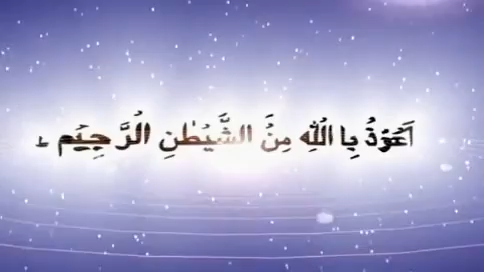 اَعُوْذُ بِا اللّٰهِ مِنَ الشَّيْطٰنِ الرَّجِيْمِ ط